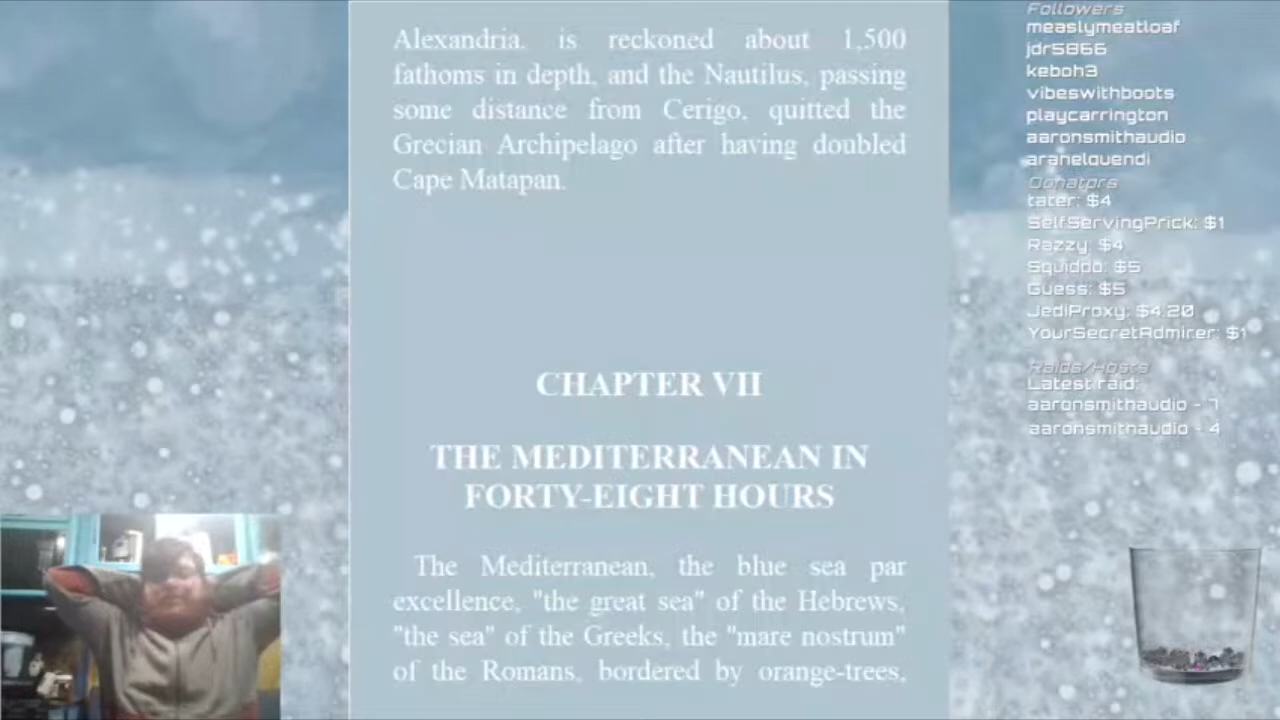 Alexandria. is reckoned about 1,500
fathoms in depth, and the Nautilus, passing
some distance from Cerigo, quitted the
Grecian Archipelago after having doubled
Cape Matapan.
CHAPTER VII
THE MEDITERRANEAN IN
FORTY-EIGHT HOURS
The Mediterranean, the blue sea par
excellence, "the great sea" of the Hebrews,
"the sea" of the Greeks, the "mare nostrum"
of the Romans, bordered by orange-trees,
Followers
measlymeatloaf
jdr5866
keboh3
vibeswithboots
playcarrington
aaronsmithaudio
aranelquendi
Donators
tater: $4
SelfServingPrick: $1
Razzy: $4
Squiddo: $5
Guess: $5
JediProxy: $4.20
YourSecretAdmirer: $1
Raids/Hosts
Latest raid:
aaronsmithaudio - 7
aaronsmithaudio - 4